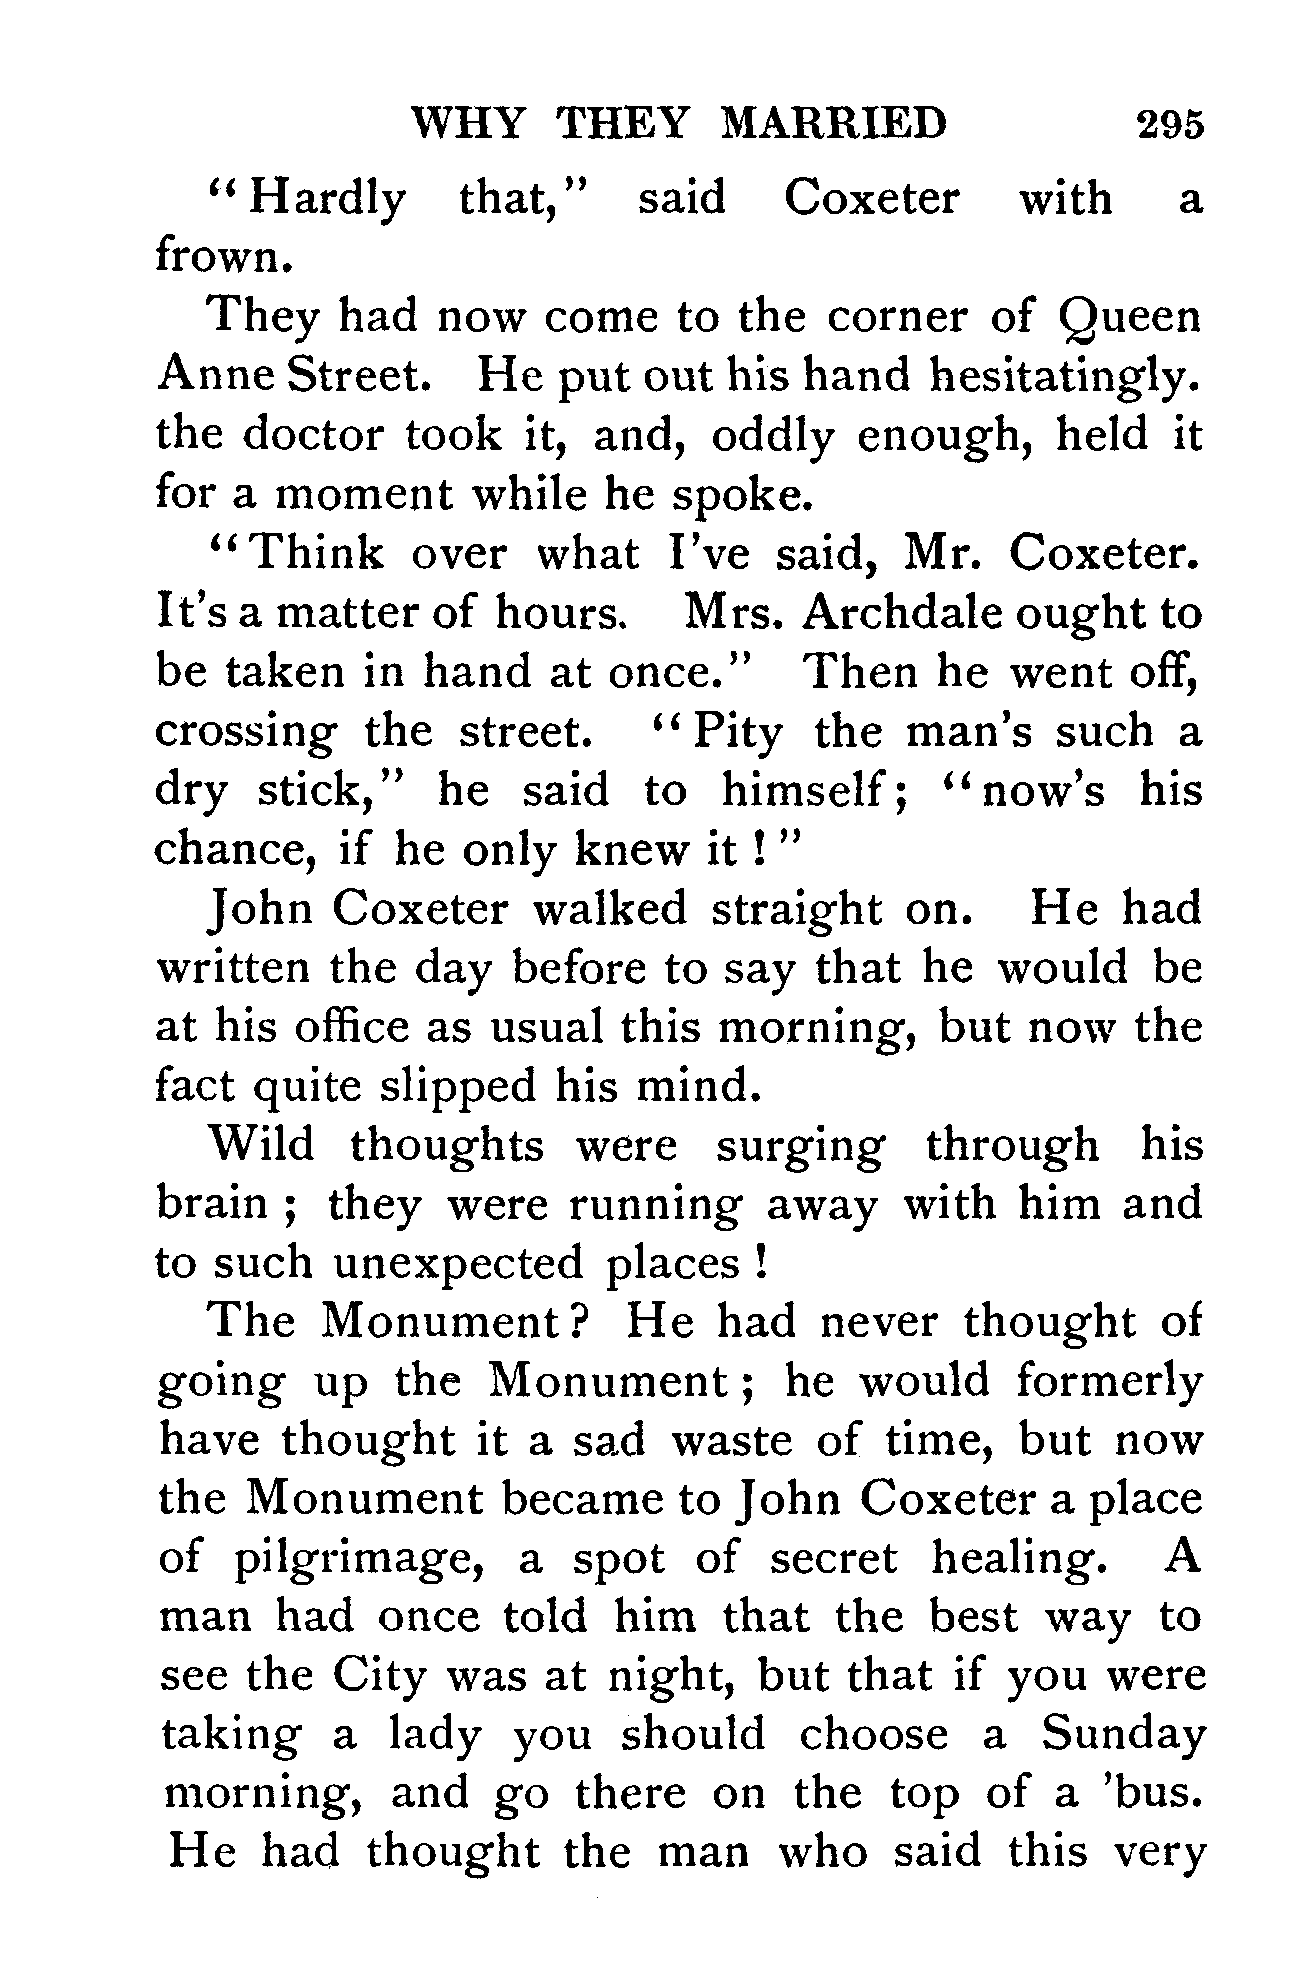 WHY THEY MARRIED 295
“Hardly that,” said Coxeter with a
frown.
They had now come to the corner of Queen
Anne Street. He put out his hand hesitatingly.
the doctor took it, and, oddly enough, held it
for a moment while he spoke.
“Think over what I’ve said, Mr. Coxeter.
It’s a matter of hours. Mrs. Archdale ought to
be taken in hand at once.” Then he went off,
crossing the street. “Pity the man’s such a
dry stick,” he said to himself; “now’s his
chance, if he only knew it !”
John Coxeter walked straight on. He had
written the day before to say that he would be
at his office as usual this morning, but now the
fact quite slipped his mind.
Wild thoughts were surging through his
brain ; they were running away with him and
to such unexpected places !
The Monument? He had never thought of
going up the Monument ; he would formerly
have thought it a sad waste of time, but now
the Monument became to John Coxeter a place
of pilgrimage, a spot of secret healing. A
man had once told him that the best way to
see the City was at night, but that if you were
taking a lady you should choose a Sunday
morning, and go there on the top of a ’bus.
He had thought the man who said this very